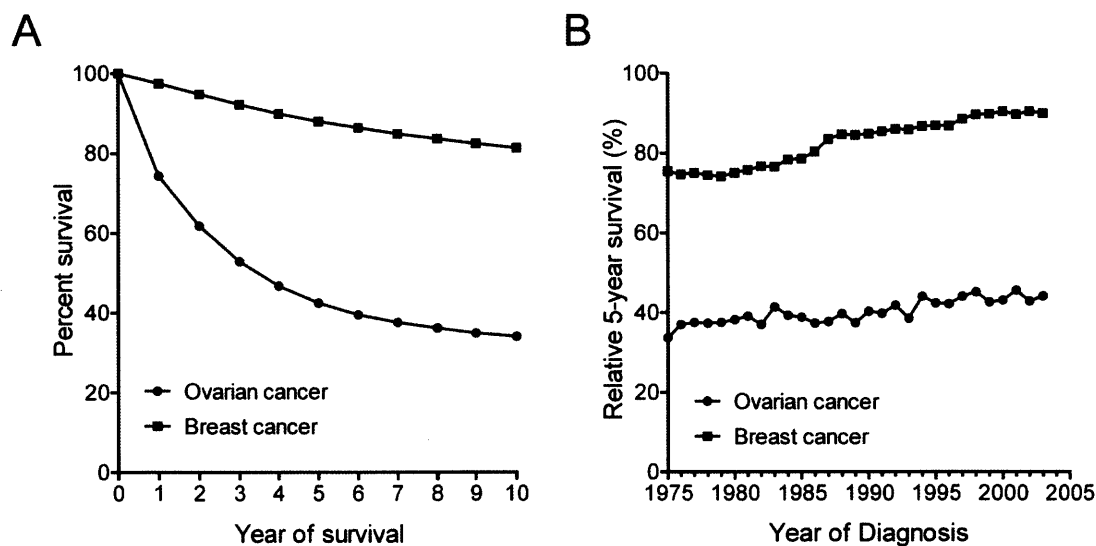 A
100
80
60
40
20
0
Percent survival
Ovarian cancer
Breast cancer
0 1 2 3 4 5 6 7 8 9 10
Year of survival
B
100
80
60
40
20
0
Relative 5-year survival (%)
Ovarian cancer
Breast cancer
1975 1980 1985 1990 1995 2000 2005
Year of Diagnosis